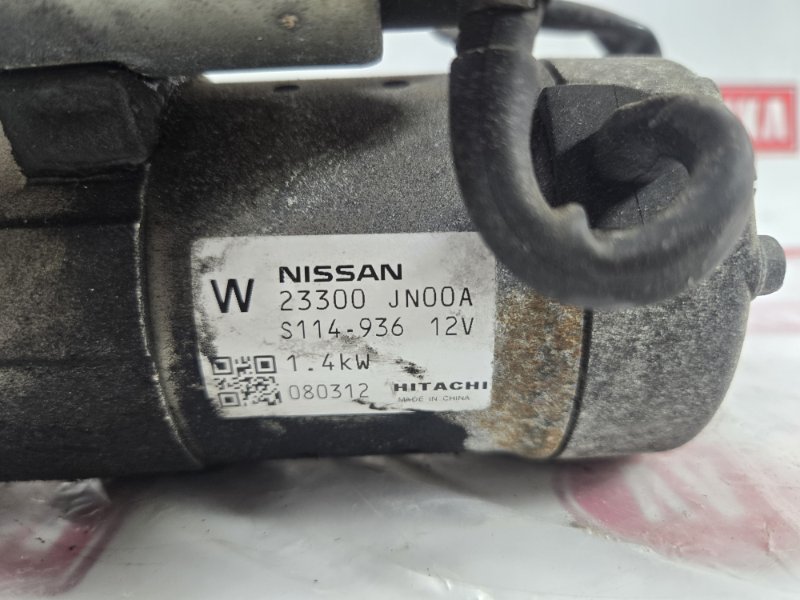 W NISSAN
23300 JN00A
S114-936 12V
1.4kW
080312 HITACHI
MADE IN CHINA